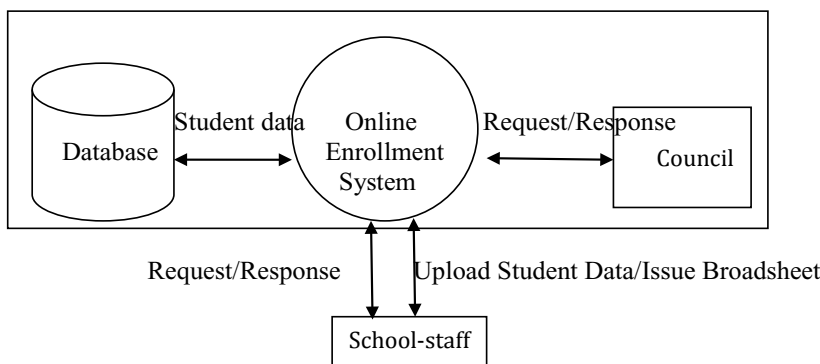 Student data
Database
Online
Enrollment
System
Request/Response
Council
Request/Response
Upload Student Data/Issue Broadsheet
School-staff